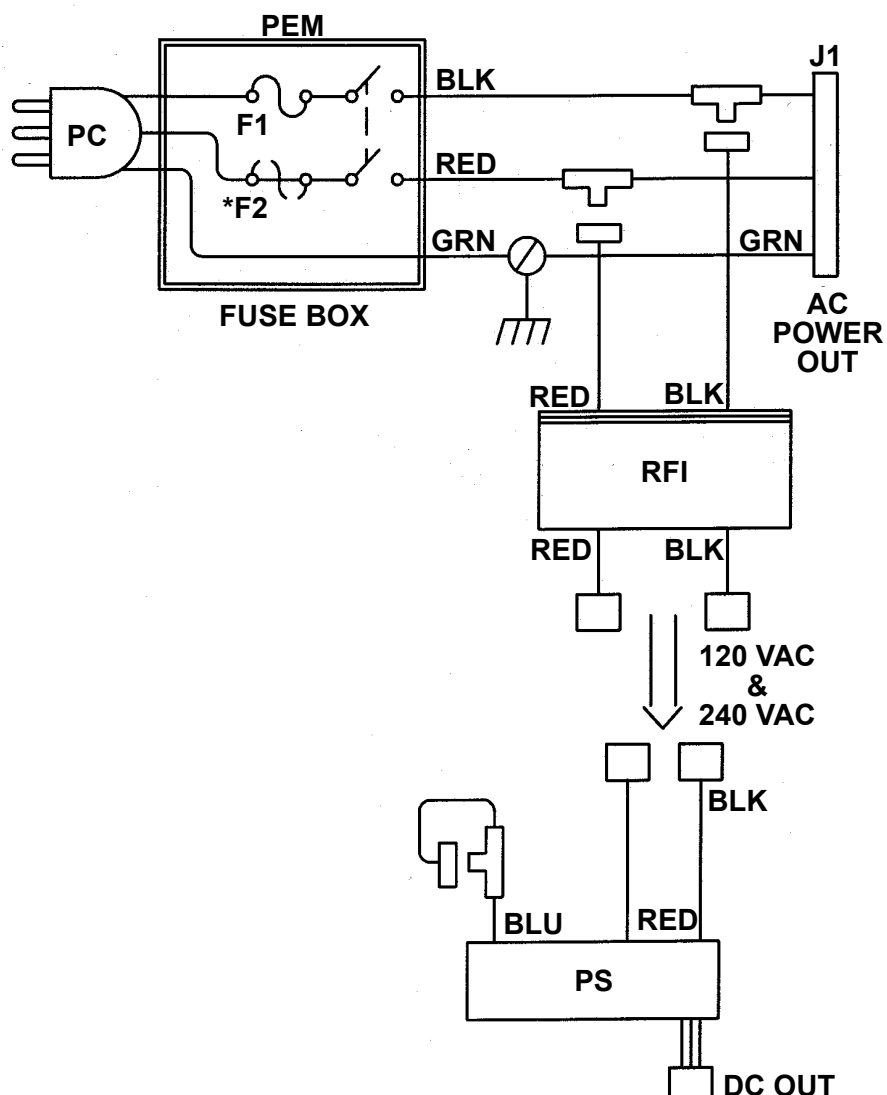 PEM
J1
BLK
PC
F1
RED
*F2
GRN
GRN
FUSE BOX
AC
POWER
OUT
RED
BLK
RFI
RED
BLK
120 VAC
&
240 VAC
BLK
BLU
RED
PS
DC OUT